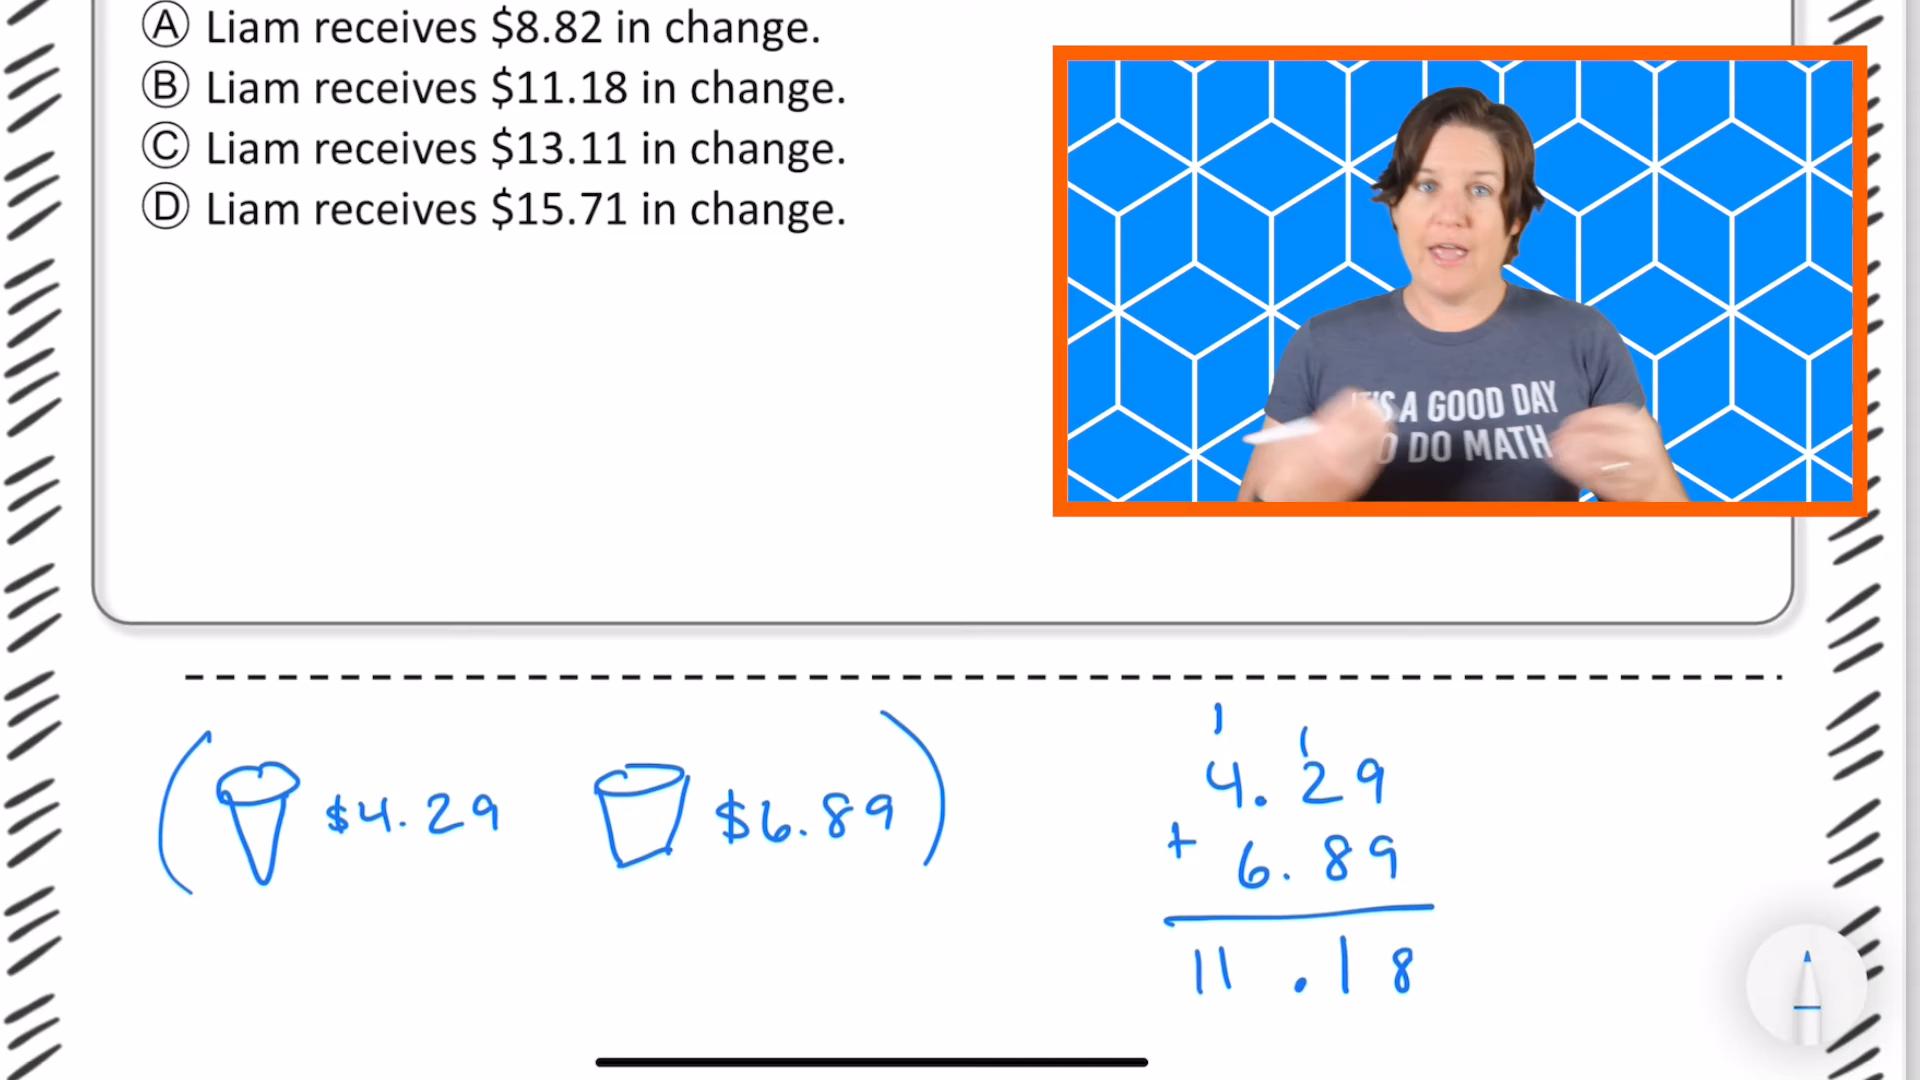 Ⓐ Liam receives $8.82 in change.
Ⓑ Liam receives $11.18 in change.
Ⓒ Liam receives $13.11 in change.
Ⓓ Liam receives $15.71 in change.
IT'S A GOOD DAY
TO DO MATH
( $4.29 $6.89 )
1 1
4.29
+ 6.89
11.18